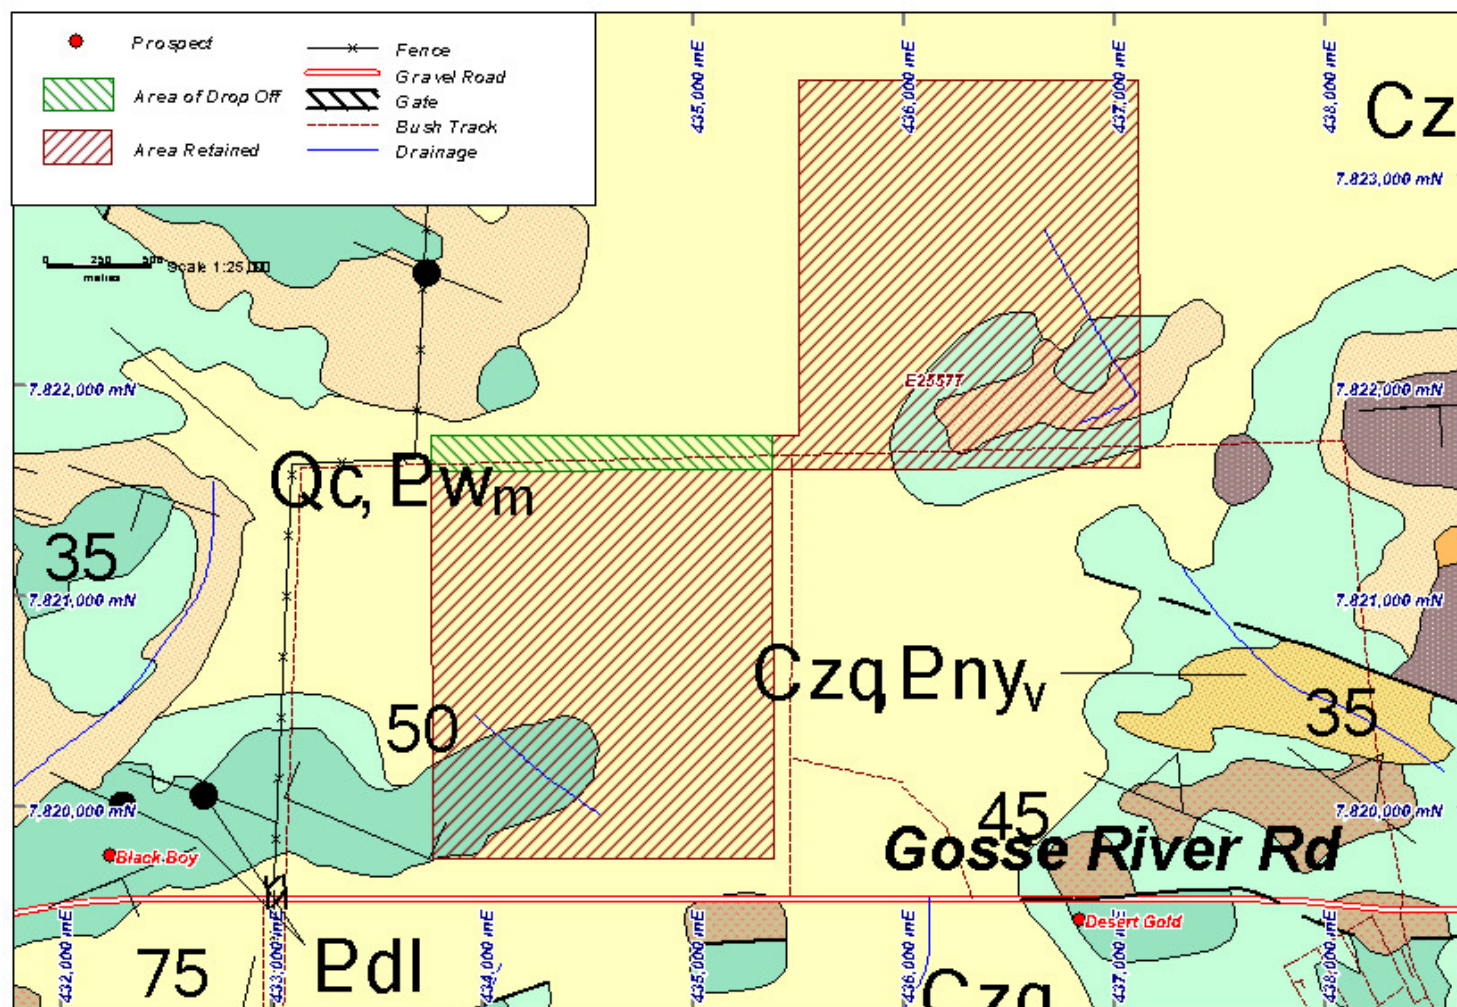 Prospect
Area of Drop Off
Area Retained
Fence
Gravel Road
Gate
Bush Track
Drainage
0 250 500
metres
Scale 1:25,000
435,000 mE
436,000 mE
437,000 mE
438,000 mE
Cz
7,823,000 mN
7,822,000 mN
E25577
7,822,000 mN
Qc, Pwm
35
7,821,000 mN
7,821,000 mN
Czq Pnyv
50
35
7,820,000 mN
45
7,820,000 mN
Black Boy
Gosse River Rd
Desert Gold
75
Pdl
Czq
432,000 mE
433,000 mE
434,000 mE
435,000 mE
436,000 mE
437,000 mE
438,000 mE